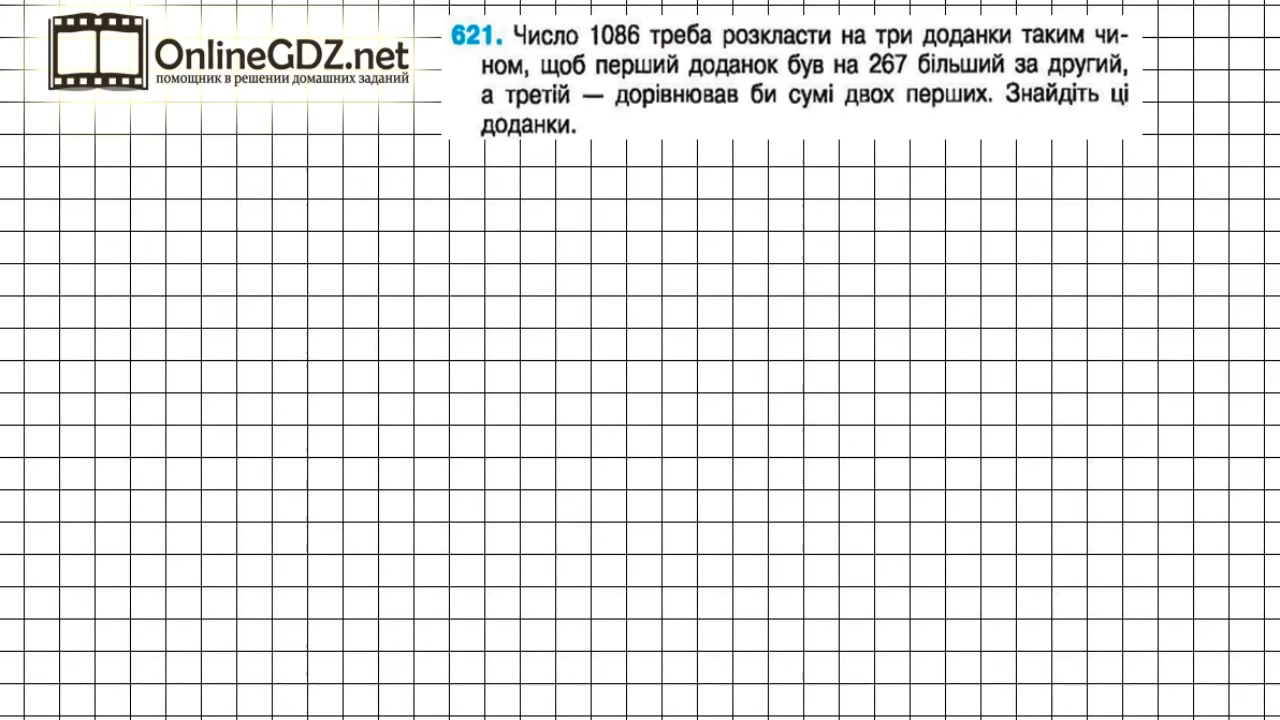 OnlineGDZ.net
помощник в решении домашних заданий
621. Число 1086 треба розкласти на три доданки таким чи-
ном, щоб перший доданок був на 267 більший за другий,
а третій — дорівнював би сумі двох перших. Знайдіть ці
доданки.